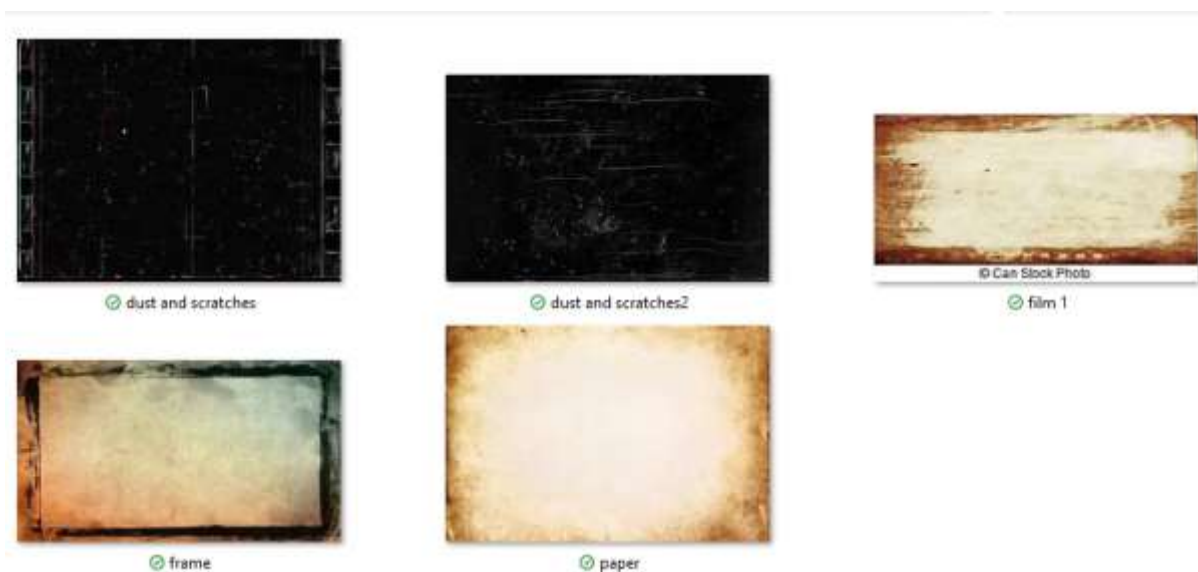 © Can Stock Photo
dust and scratches
dust and scratches2
film 1
frame
paper